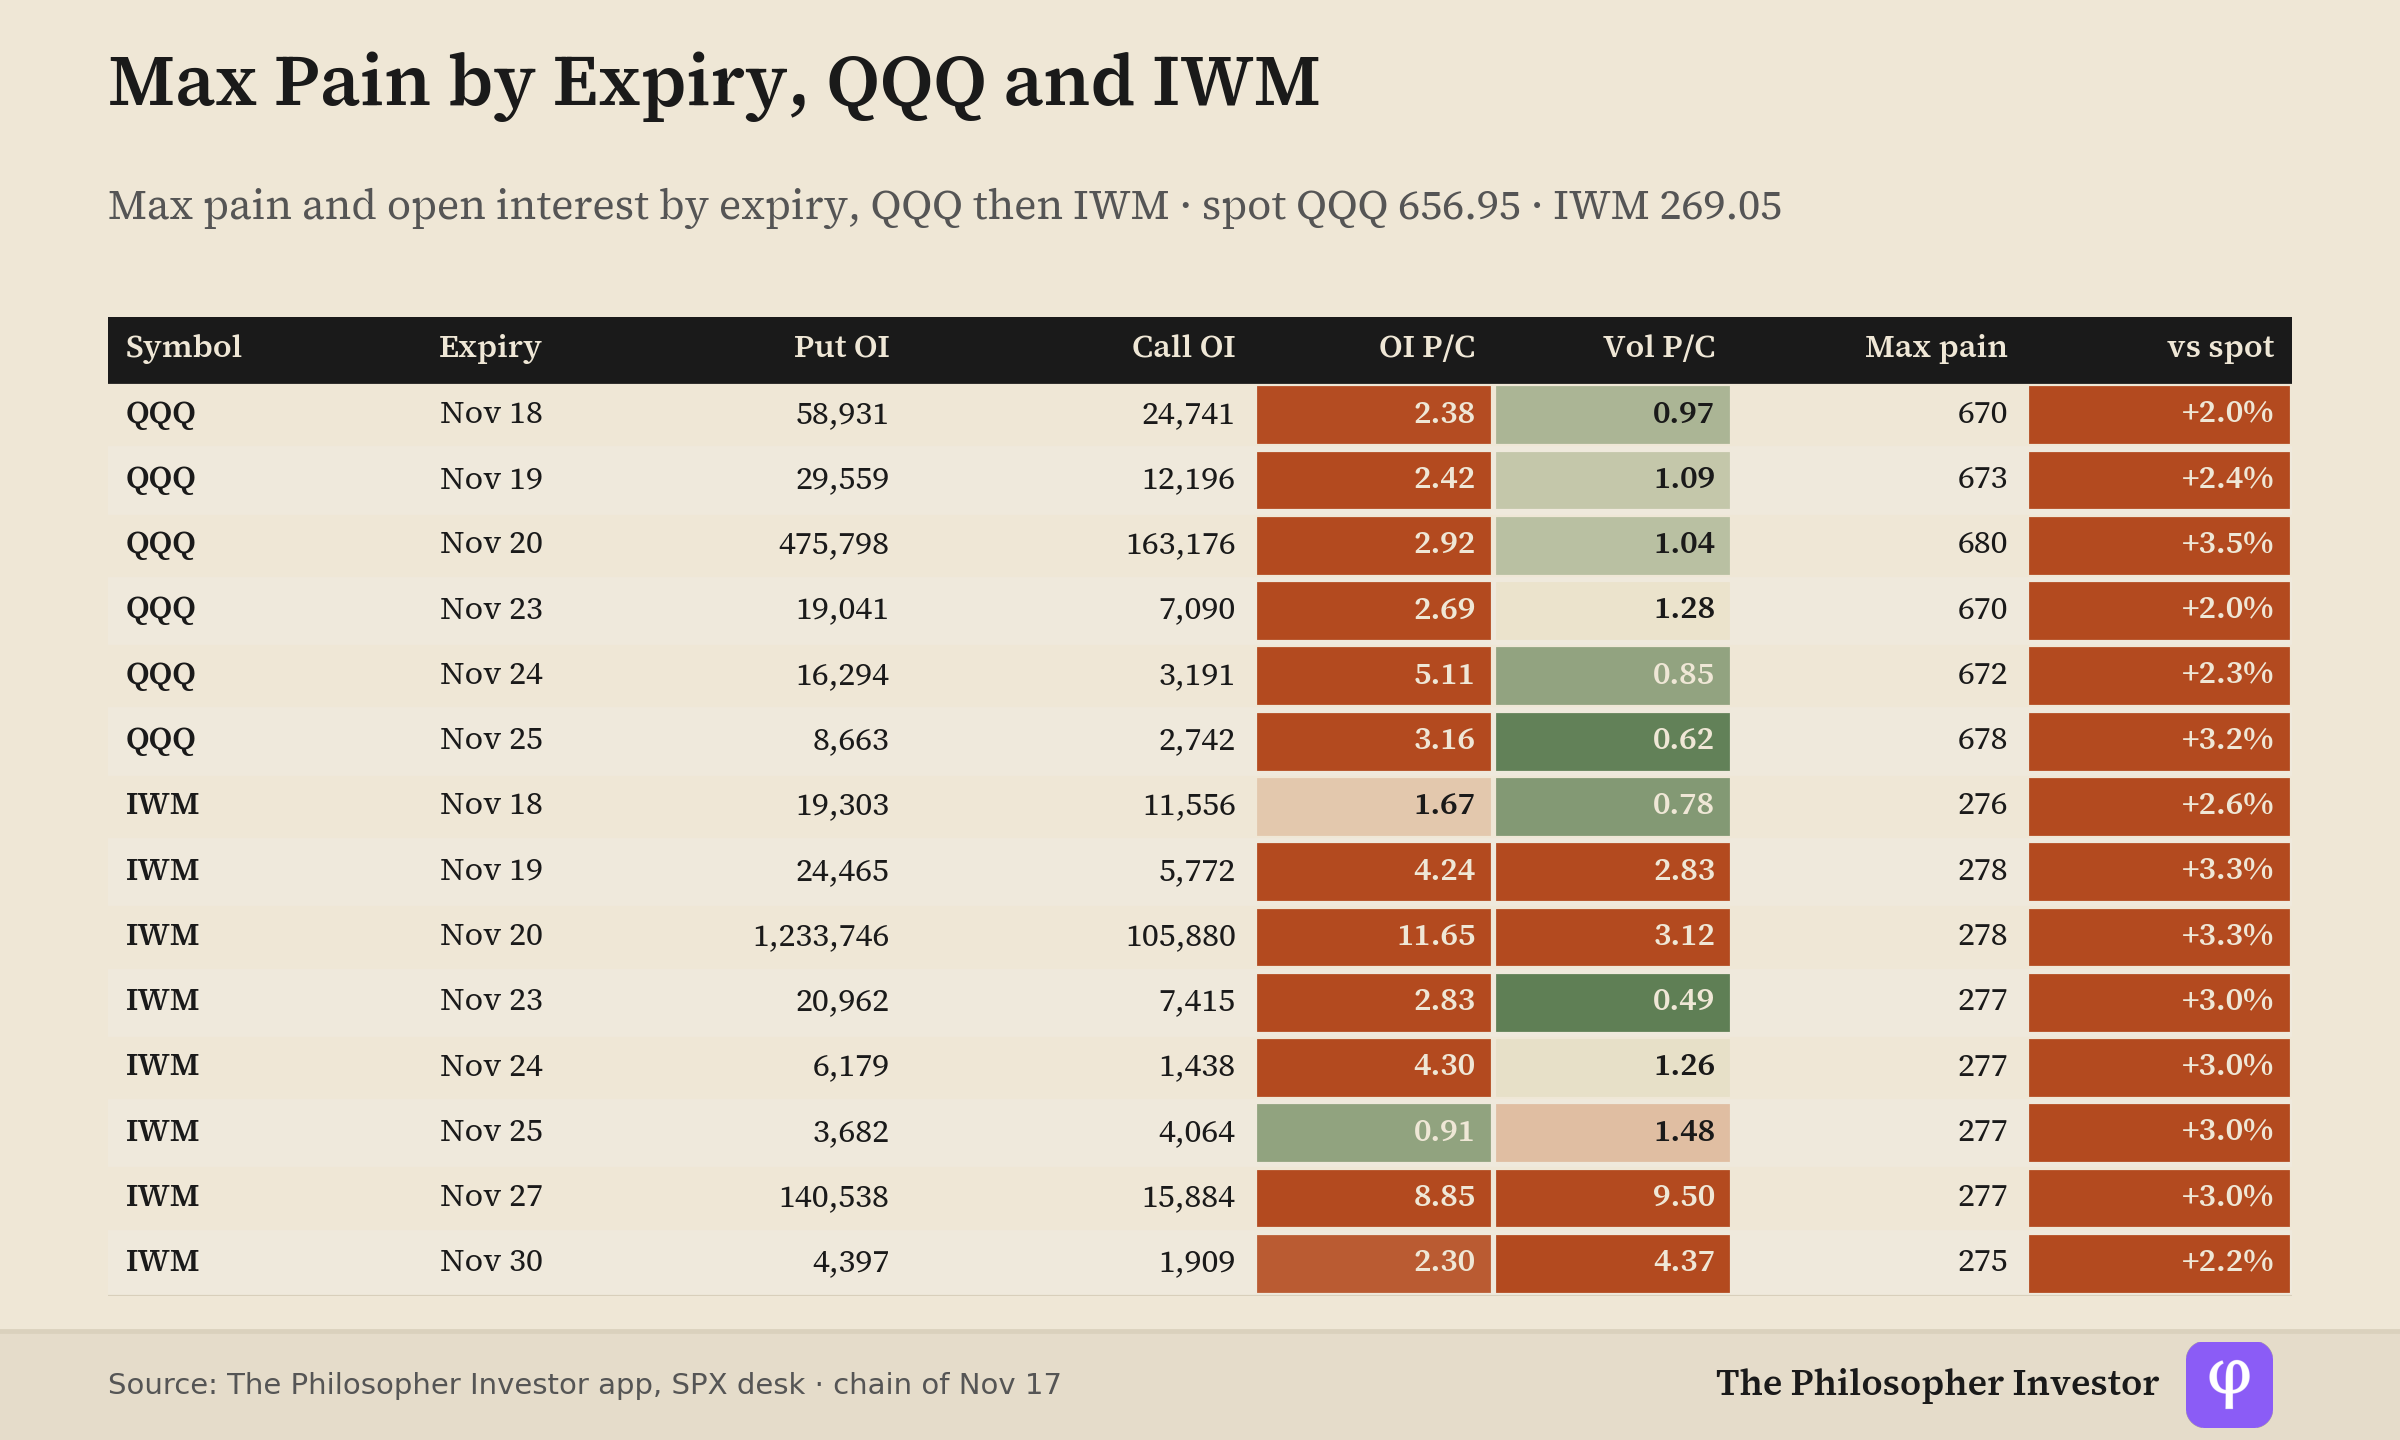 Max Pain by Expiry, QQQ and IWM
Max pain and open interest by expiry, QQQ then IWM · spot QQQ 656.95 · IWM 269.05
Symbol Expiry Put OI Call OI OI P/C Vol P/C Max pain vs spot
QQQ Nov 18 58,931 24,741 2.38 0.97 670 +2.0%
QQQ Nov 19 29,559 12,196 2.42 1.09 673 +2.4%
QQQ Nov 20 475,798 163,176 2.92 1.04 680 +3.5%
QQQ Nov 23 19,041 7,090 2.69 1.28 670 +2.0%
QQQ Nov 24 16,294 3,191 5.11 0.85 672 +2.3%
QQQ Nov 25 8,663 2,742 3.16 0.62 678 +3.2%
IWM Nov 18 19,303 11,556 1.67 0.78 276 +2.6%
IWM Nov 19 24,465 5,772 4.24 2.83 278 +3.3%
IWM Nov 20 1,233,746 105,880 11.65 3.12 278 +3.3%
IWM Nov 23 20,962 7,415 2.83 0.49 277 +3.0%
IWM Nov 24 6,179 1,438 4.30 1.26 277 +3.0%
IWM Nov 25 3,682 4,064 0.91 1.48 277 +3.0%
IWM Nov 27 140,538 15,884 8.85 9.50 277 +3.0%
IWM Nov 30 4,397 1,909 2.30 4.37 275 +2.2%
Source: The Philosopher Investor app, SPX desk · chain of Nov 17
The Philosopher Investor φ